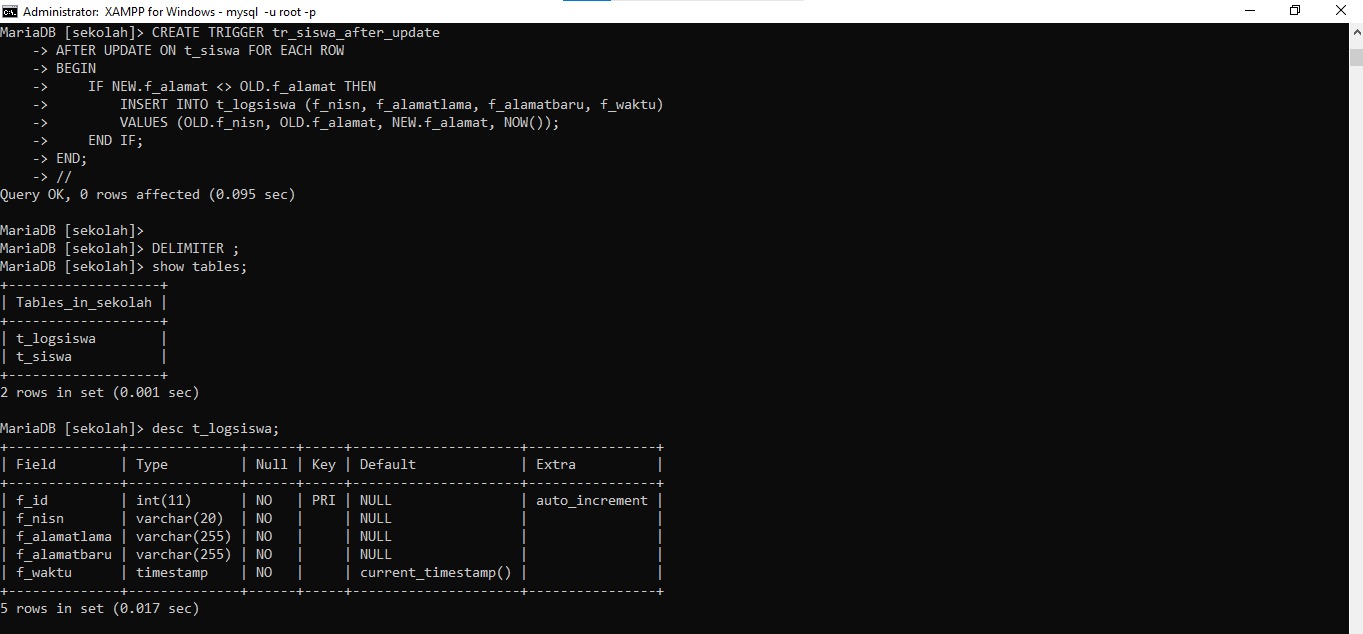 Administrator: XAMPP for Windows - mysql -u root -p
MariaDB [sekolah]> CREATE TRIGGER tr_siswa_after_update
    -> AFTER UPDATE ON t_siswa FOR EACH ROW
    -> BEGIN
    ->     IF NEW.f_alamat <> OLD.f_alamat THEN
    ->         INSERT INTO t_logsiswa (f_nisn, f_alamatlama, f_alamatbaru, f_waktu)
    ->         VALUES (OLD.f_nisn, OLD.f_alamat, NEW.f_alamat, NOW());
    ->     END IF;
    -> END;
    -> //
Query OK, 0 rows affected (0.095 sec)

MariaDB [sekolah]>
MariaDB [sekolah]> DELIMITER ;
MariaDB [sekolah]> show tables;
+-------------------+
| Tables_in_sekolah |
+-------------------+
| t_logsiswa        |
| t_siswa           |
+-------------------+
2 rows in set (0.001 sec)

MariaDB [sekolah]> desc t_logsiswa;
+--------------+--------------+------+-----+---------------------+----------------+
| Field        | Type         | Null | Key | Default             | Extra          |
+--------------+--------------+------+-----+---------------------+----------------+
| f_id         | int(11)      | NO   | PRI | NULL                | auto_increment |
| f_nisn       | varchar(20)  | NO   |     | NULL                |                |
| f_alamatlama | varchar(255) | NO   |     | NULL                |                |
| f_alamatbaru | varchar(255) | NO   |     | NULL                |                |
| f_waktu      | timestamp    | NO   |     | current_timestamp() |                |
+--------------+--------------+------+-----+---------------------+----------------+
5 rows in set (0.017 sec)